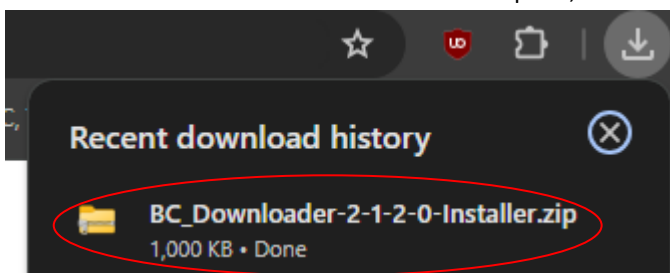 Recent download history
BC_Downloader-2-1-2-0-Installer.zip
1,000 KB • Done